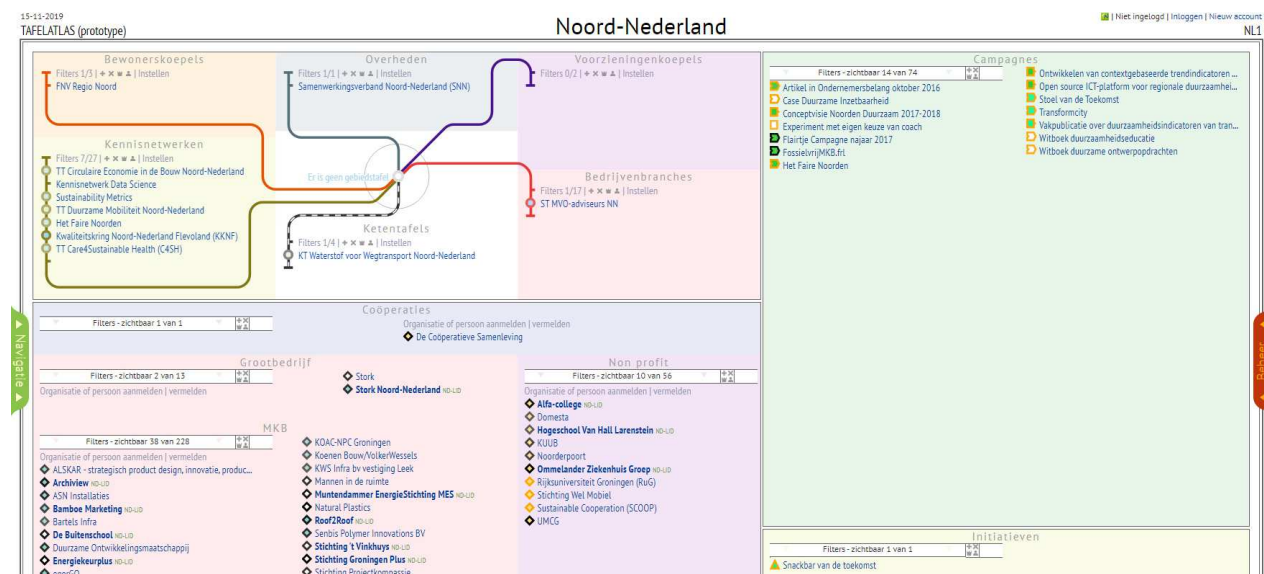 15-11-2019
TAFELATLAS (prototype)
Noord-Nederland
| Niet ingelogd | Inloggen | Nieuw account
NL1
Bewonerskoepels
Filters 1/3 | | Instellen
FNV Regio Noord
Overheden
Filters 1/1 | | Instellen
Samenwerkingsverband Noord-Nederland (SNN)
Voorzieningenkoepels
Filters 0/2 | | Instellen
Kennisnetwerken
Filters 7/27 | | Instellen
TT Circulaire Economie in de Bouw Noord-Nederland
Kennisnetwerk Data Science
Sustainability Metrics
TT Duurzame Mobiliteit Noord-Nederland
Het Faire Noorden
Kwaliteitskring Noord-Nederland Flevoland (KKNF)
TT Care4Sustainable Health (C4SH)
Er is geen gebiedstafel
Ketentafels
Filters 1/4 | | Instellen
KT Waterstof voor Wegtransport Noord-Nederland
Bedrijvenbranches
Filters 1/17 | | Instellen
ST MVO-adviseurs NN
Campagnes
Filters - zichtbaar 14 van 74
Artikel in Ondernemersbelang oktober 2016
Case Duurzame Inzetbaarheid
Conceptvisie Noorden Duurzaam 2017-2018
Experiment met eigen keuze van coach
Flairtje Campagne najaar 2017
FossielvrijMKB.frl
Het Faire Noorden
Ontwikkelen van contextgebaseerde trendindicatoren ...
Open source ICT-platform voor regionale duurzaamhei...
Stoel van de Toekomst
Transformcity
Vakpublicatie over duurzaamheidsindicatoren van tran...
Witboek duurzaamheidseducatie
Witboek duurzame ontwerpopdrachten
Navigatie
Beheer
Coöperaties
Filters - zichtbaar 1 van 1
Organisatie of persoon aanmelden | vermelden
De Coöperatieve Samenleving
Grootbedrijf
Filters - zichtbaar 2 van 13
Organisatie of persoon aanmelden | vermelden
Stork
Stork Noord-Nederland ND-LID
Non profit
Filters - zichtbaar 10 van 56
Organisatie of persoon aanmelden | vermelden
Alfa-college ND-LID
Domesta
Hogeschool Van Hall Larenstein ND-LID
KUUB
Noorderpoort
Ommelander Ziekenhuis Groep ND-LID
Rijksuniversiteit Groningen (RuG)
Stichting Wel Mobiel
Sustainable Cooperation (SCOOP)
UMCG
MKB
Filters - zichtbaar 38 van 228
Organisatie of persoon aanmelden | vermelden
ALSKAR - strategisch product design, innovatie, produc...
Archiview ND-LID
ASN Installaties
Bamboe Marketing ND-LID
Bartels Infra
De Buitenschool ND-LID
Duurzame Ontwikkelingsmaatschappij
Energiekeurplus ND-LID
KOAC-NPC Groningen
Koenen Bouw/VolkerWessels
KWS Infra bv vestiging Leek
Mannen in de ruimte
Muntendammer EnergieStichting MES ND-LID
Natural Plastics
Roof2Roof ND-LID
Senbis Polymer Innovations BV
Stichting 't Vinkhuys ND-LID
Stichting Groningen Plus ND-LID
Stichting Projectkompassie
Initiatieven
Filters - zichtbaar 1 van 1
Snackbar van de toekomst